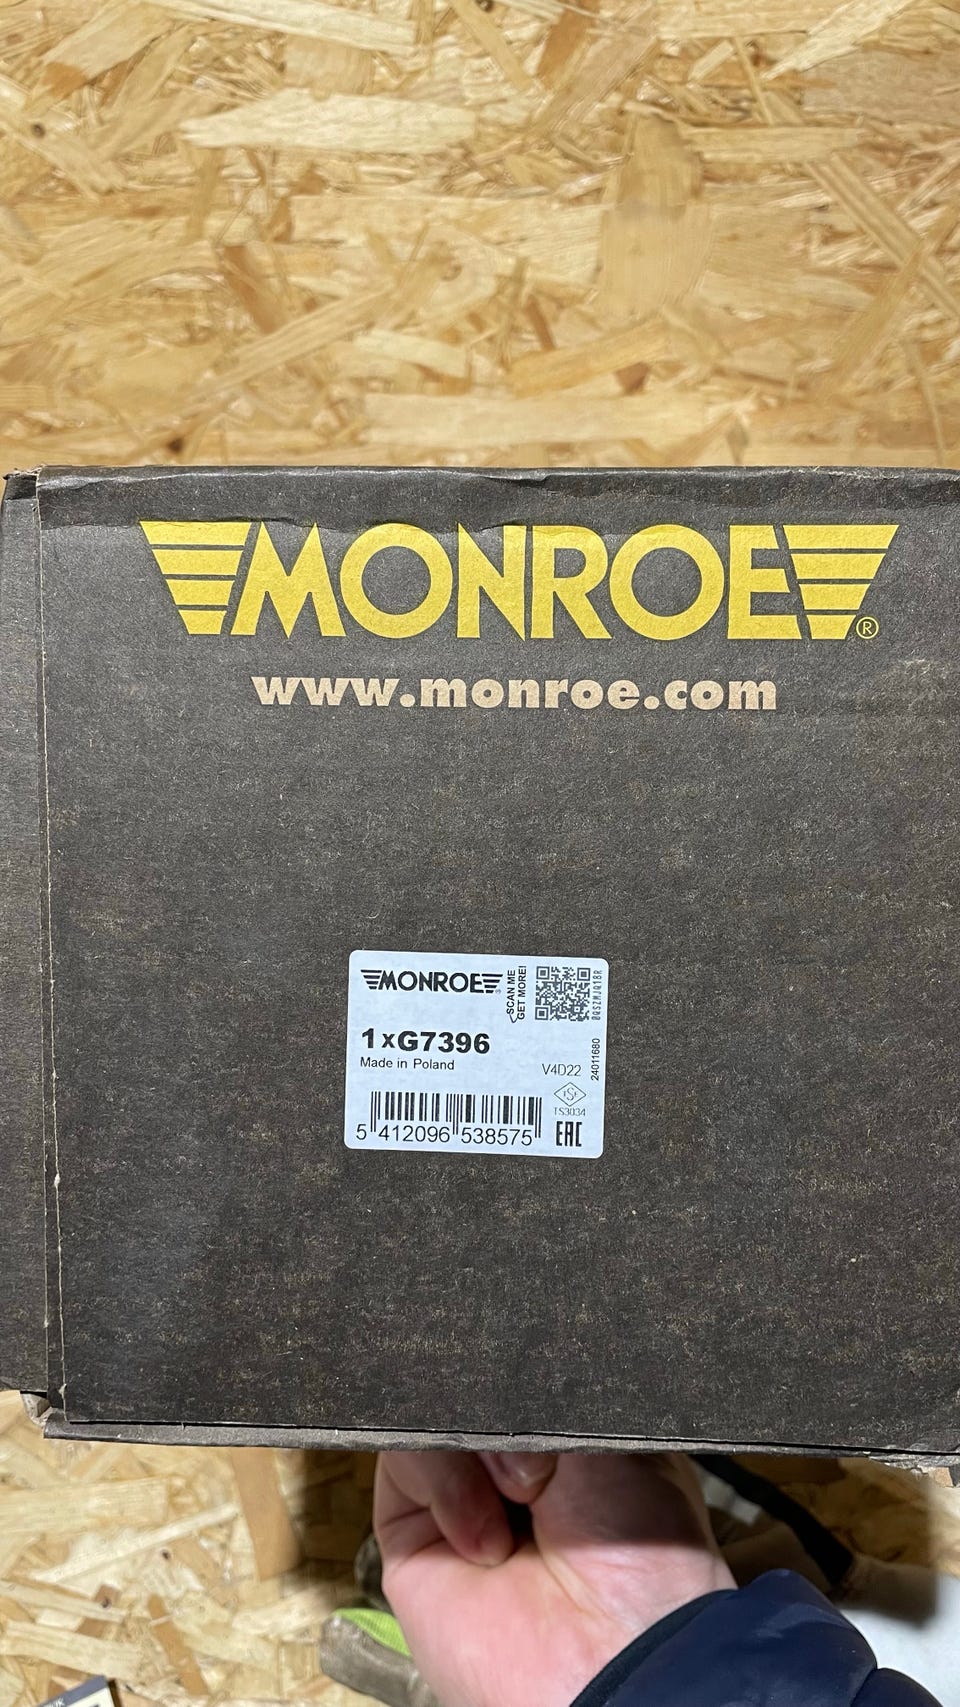 MONROE®
www.monroe.com
MONROE
SCAN ME
GET MORE!
1xG7396
Made in Poland
V4D22
24011680
TSE
TS3034
5 412096 538575
EAC